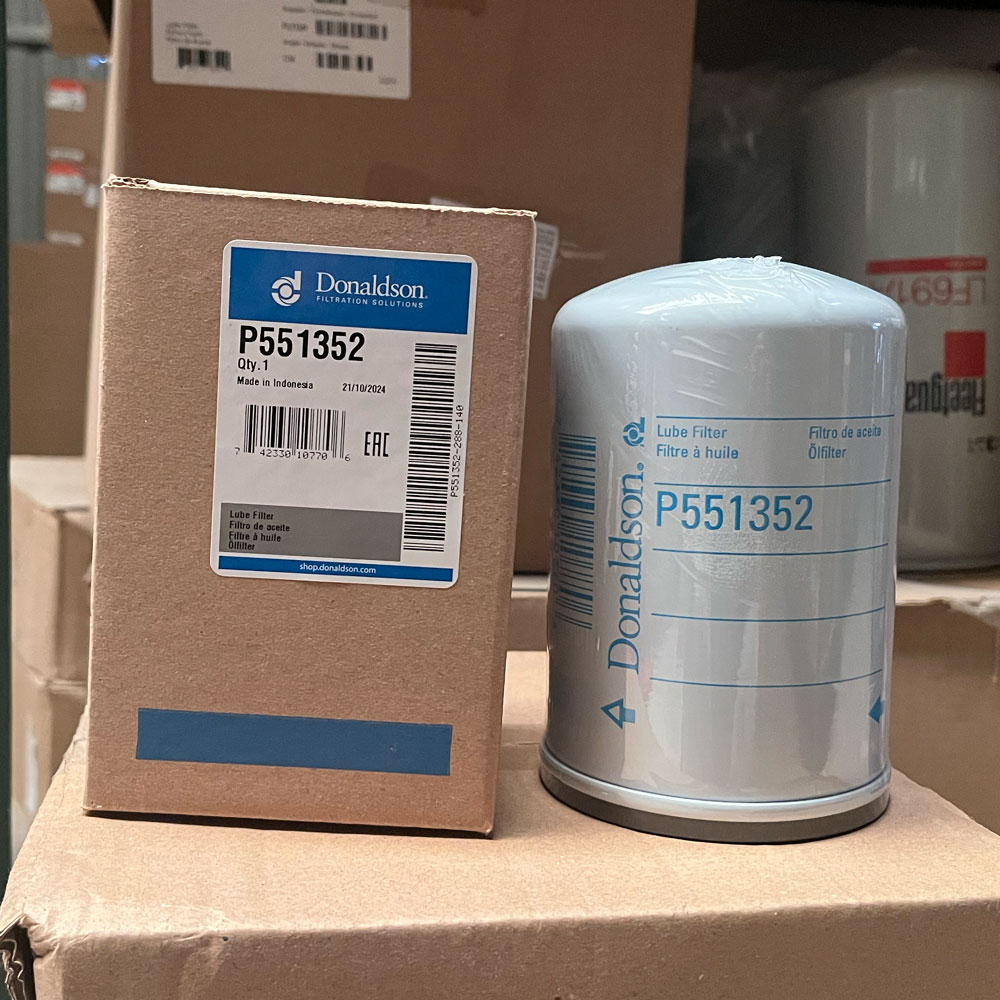 Donaldson.
FILTRATION SOLUTIONS
P551352
Qty.1
Made in Indonesia 21/10/2024
7 42330 10770 6
EAC
P551352-288-140
Lube Filter
Filtro de aceite
Filtre à huile
Ölfilter
shop.donaldson.com
Donaldson.
Lube Filter Filtro de aceite
Filtre à huile Ölfilter
P551352